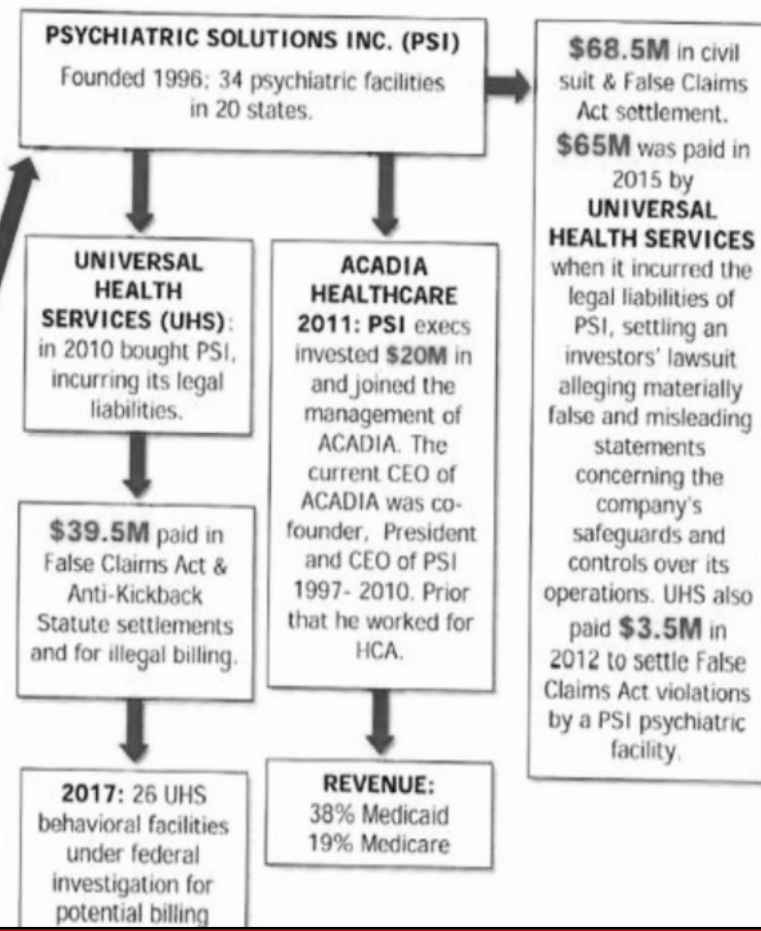 PSYCHIATRIC SOLUTIONS INC. (PSI)
Founded 1996; 34 psychiatric facilities
in 20 states.
UNIVERSAL
HEALTH
SERVICES (UHS):
in 2010 bought PSI,
incurring its legal
liabilities.
$39.5M paid in
False Claims Act &
Anti-Kickback
Statute settlements
and for illegal billing.
2017: 26 UHS
behavioral facilities
under federal
investigation for
potential billing
ACADIA
HEALTHCARE
2011: PSI execs
invested $20M in
and joined the
management of
ACADIA. The
current CEO of
ACADIA was co-
founder, President
and CEO of PSI
1997- 2010. Prior
that he worked for
HCA.
REVENUE:
38% Medicaid
19% Medicare
$68.5M in civil
suit & False Claims
Act settlement.
$65M was paid in
2015 by
UNIVERSAL
HEALTH SERVICES
when it incurred the
legal liabilities of
PSI, settling an
investors' lawsuit
alleging materially
false and misleading
statements
concerning the
company's
safeguards and
controls over its
operations. UHS also
paid $3.5M in
2012 to settle False
Claims Act violations
by a PSI psychiatric
facility.